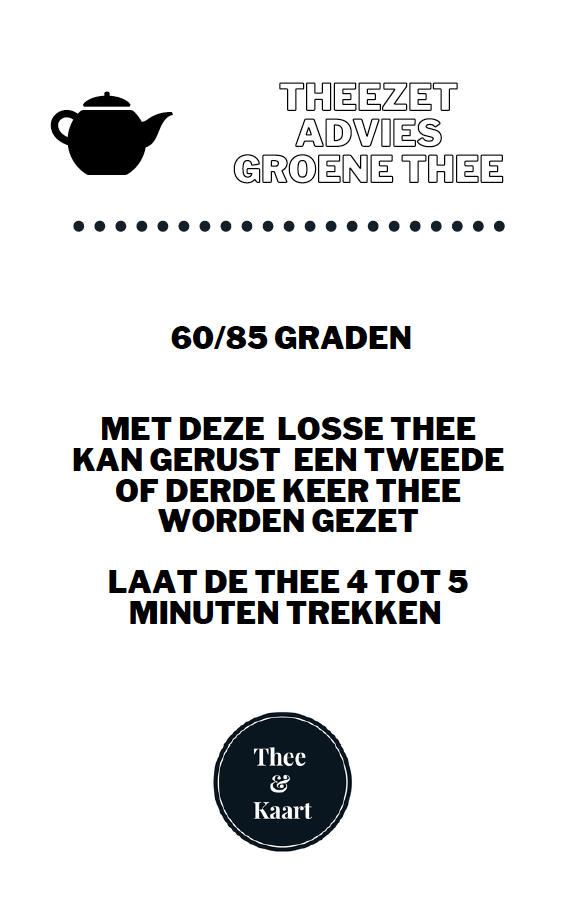 THEEZET
ADVIES
GROENE THEE
60/85 GRADEN
MET DEZE LOSSE THEE
KAN GERUST EEN TWEEDE
OF DERDE KEER THEE
WORDEN GEZET
LAAT DE THEE 4 TOT 5
MINUTEN TREKKEN
Thee
&
Kaart